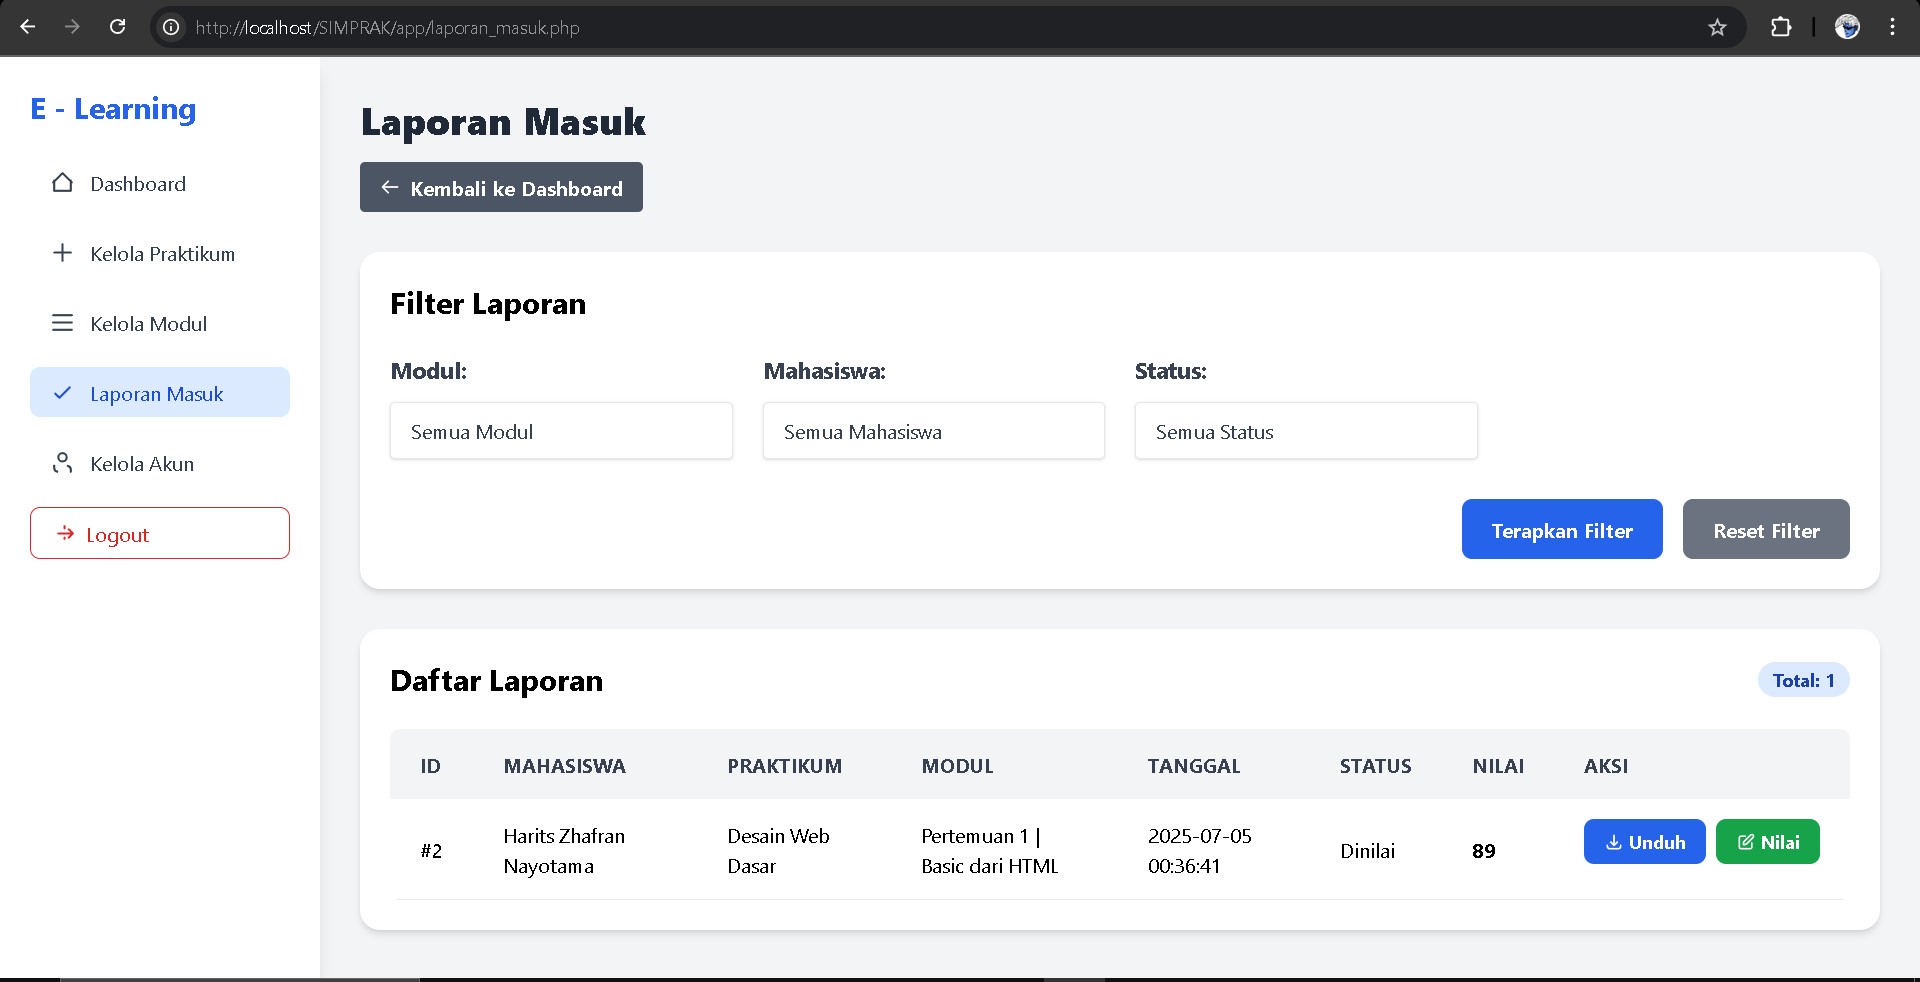 http://localhost/SIMPRAK/app/laporan_masuk.php
E - Learning
Dashboard
Kelola Praktikum
Kelola Modul
Laporan Masuk
Kelola Akun
Logout
Laporan Masuk
Kembali ke Dashboard
Filter Laporan
Modul: Mahasiswa: Status:
Semua Modul Semua Mahasiswa Semua Status
Terapkan Filter Reset Filter
Daftar Laporan Total: 1
ID MAHASISWA PRAKTIKUM MODUL TANGGAL STATUS NILAI AKSI
#2 Harits Zhafran Nayotama Desain Web Dasar Pertemuan 1 | Basic dari HTML 2025-07-05 00:36:41 Dinilai 89 Unduh Nilai